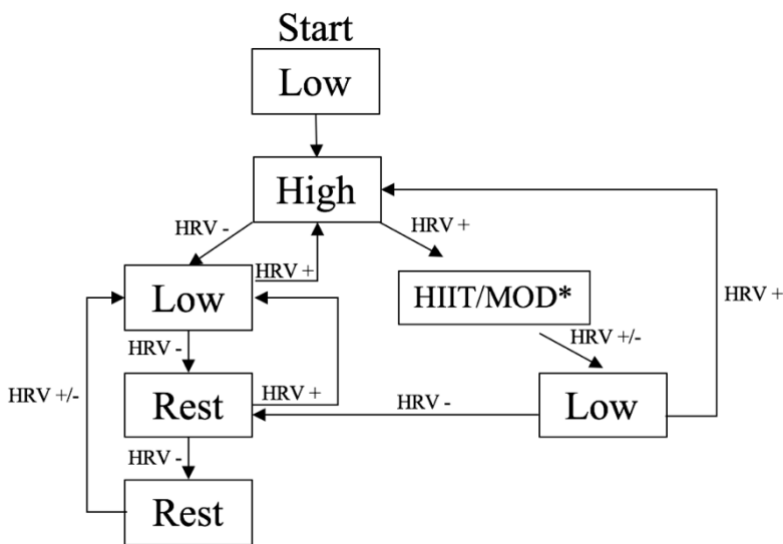 Start
Low
High
HRV -
HRV +
Low
HRV +
HIIT/MOD*
HRV +
HRV -
HRV +/-
HRV +/-
Rest
HRV +
HRV -
Low
HRV -
Rest